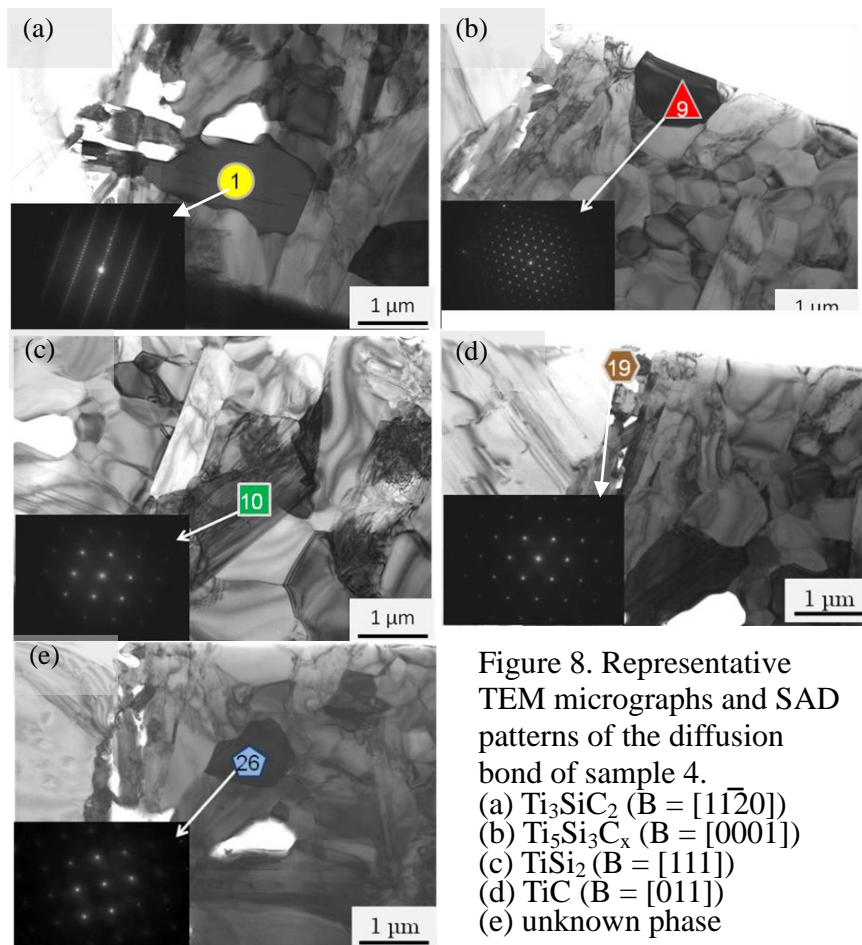 (a)
1
1 µm
(b)
9
1 µm
(c)
10
1 µm
(d)
19
1 µm
(e)
26
Figure 8. Representative
TEM micrographs and SAD
patterns of the diffusion
bond of sample 4.
(a) Ti₃SiC₂ (B = [112̅0])
(b) Ti₅Si₃Cₓ (B = [0001])
(c) TiSi₂ (B = [111])
(d) TiC (B = [011])
(e) unknown phase